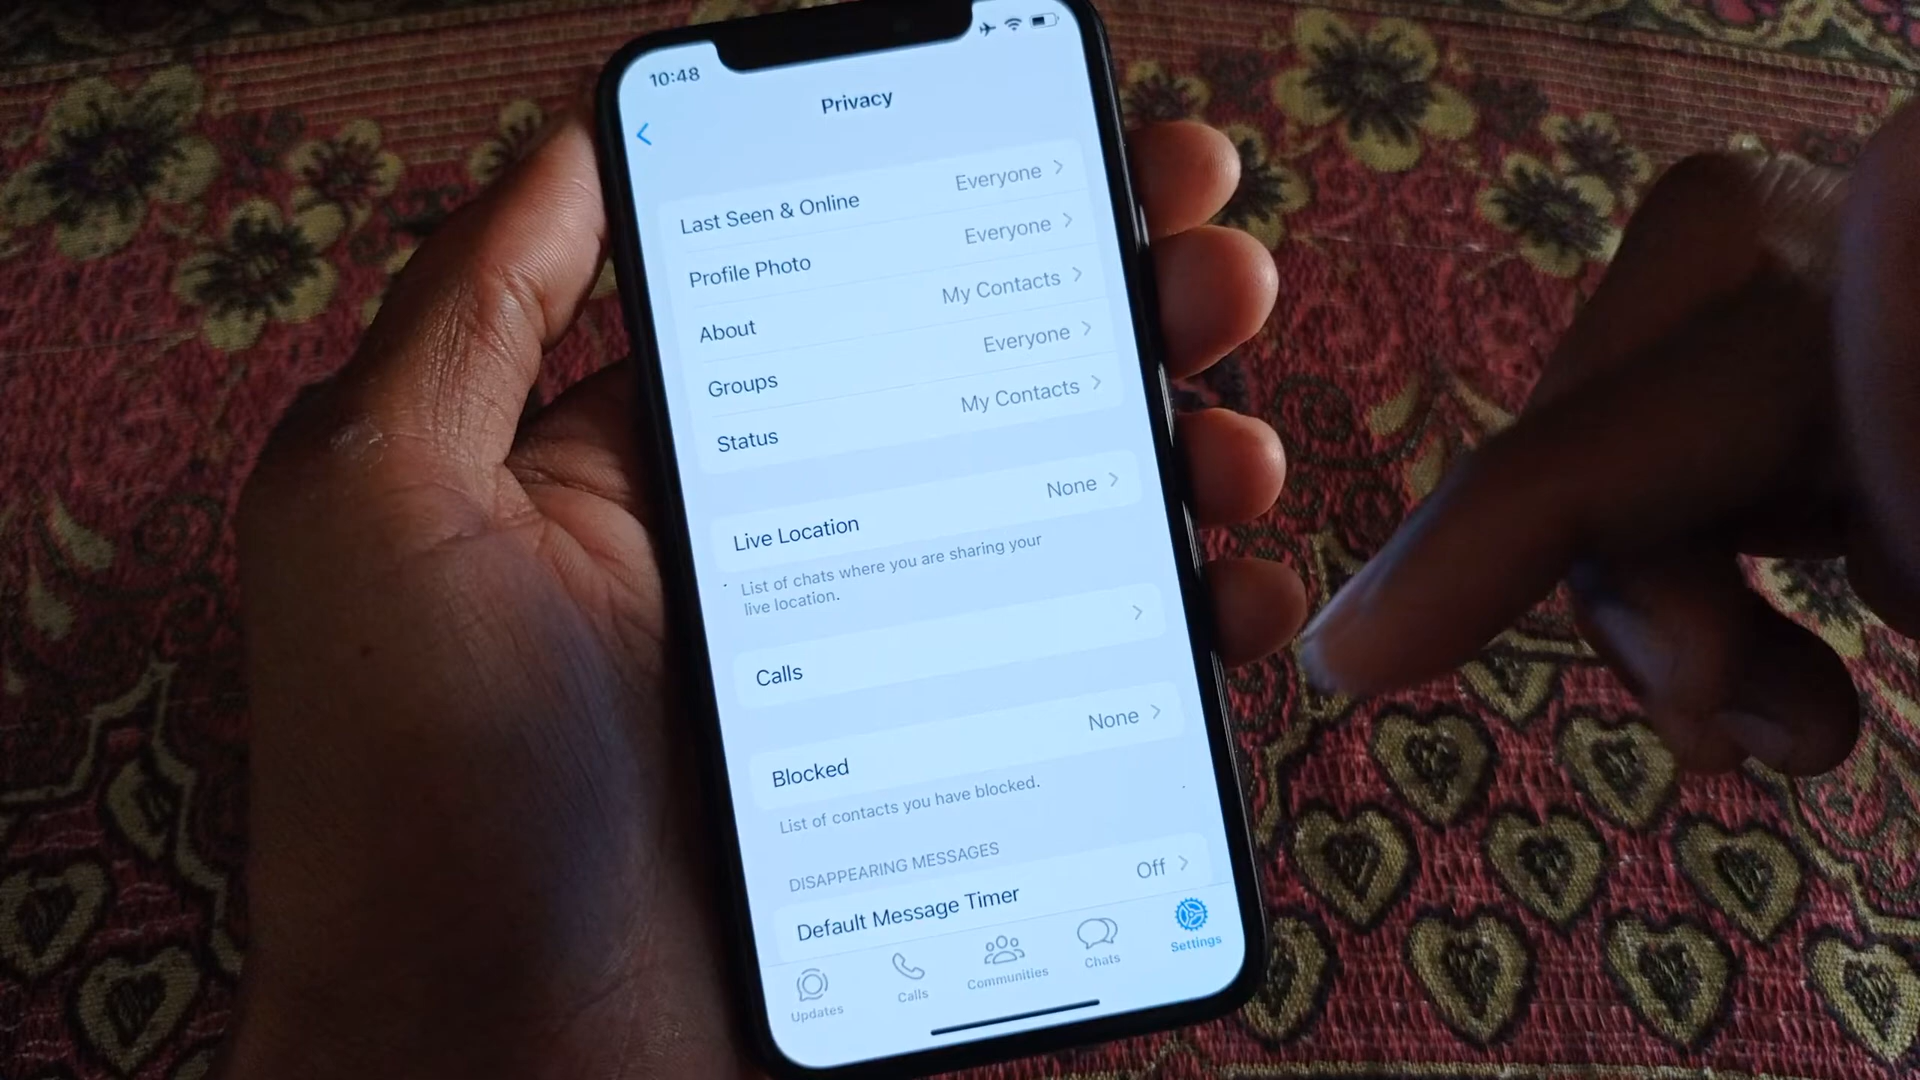 10:48
Privacy
Last Seen & Online Everyone
Profile Photo Everyone
About My Contacts
Groups Everyone
Status My Contacts
Live Location None
List of chats where you are sharing your
live location.
Calls
Blocked None
List of contacts you have blocked.
DISAPPEARING MESSAGES
Default Message Timer Off
Updates Calls Communities Chats Settings